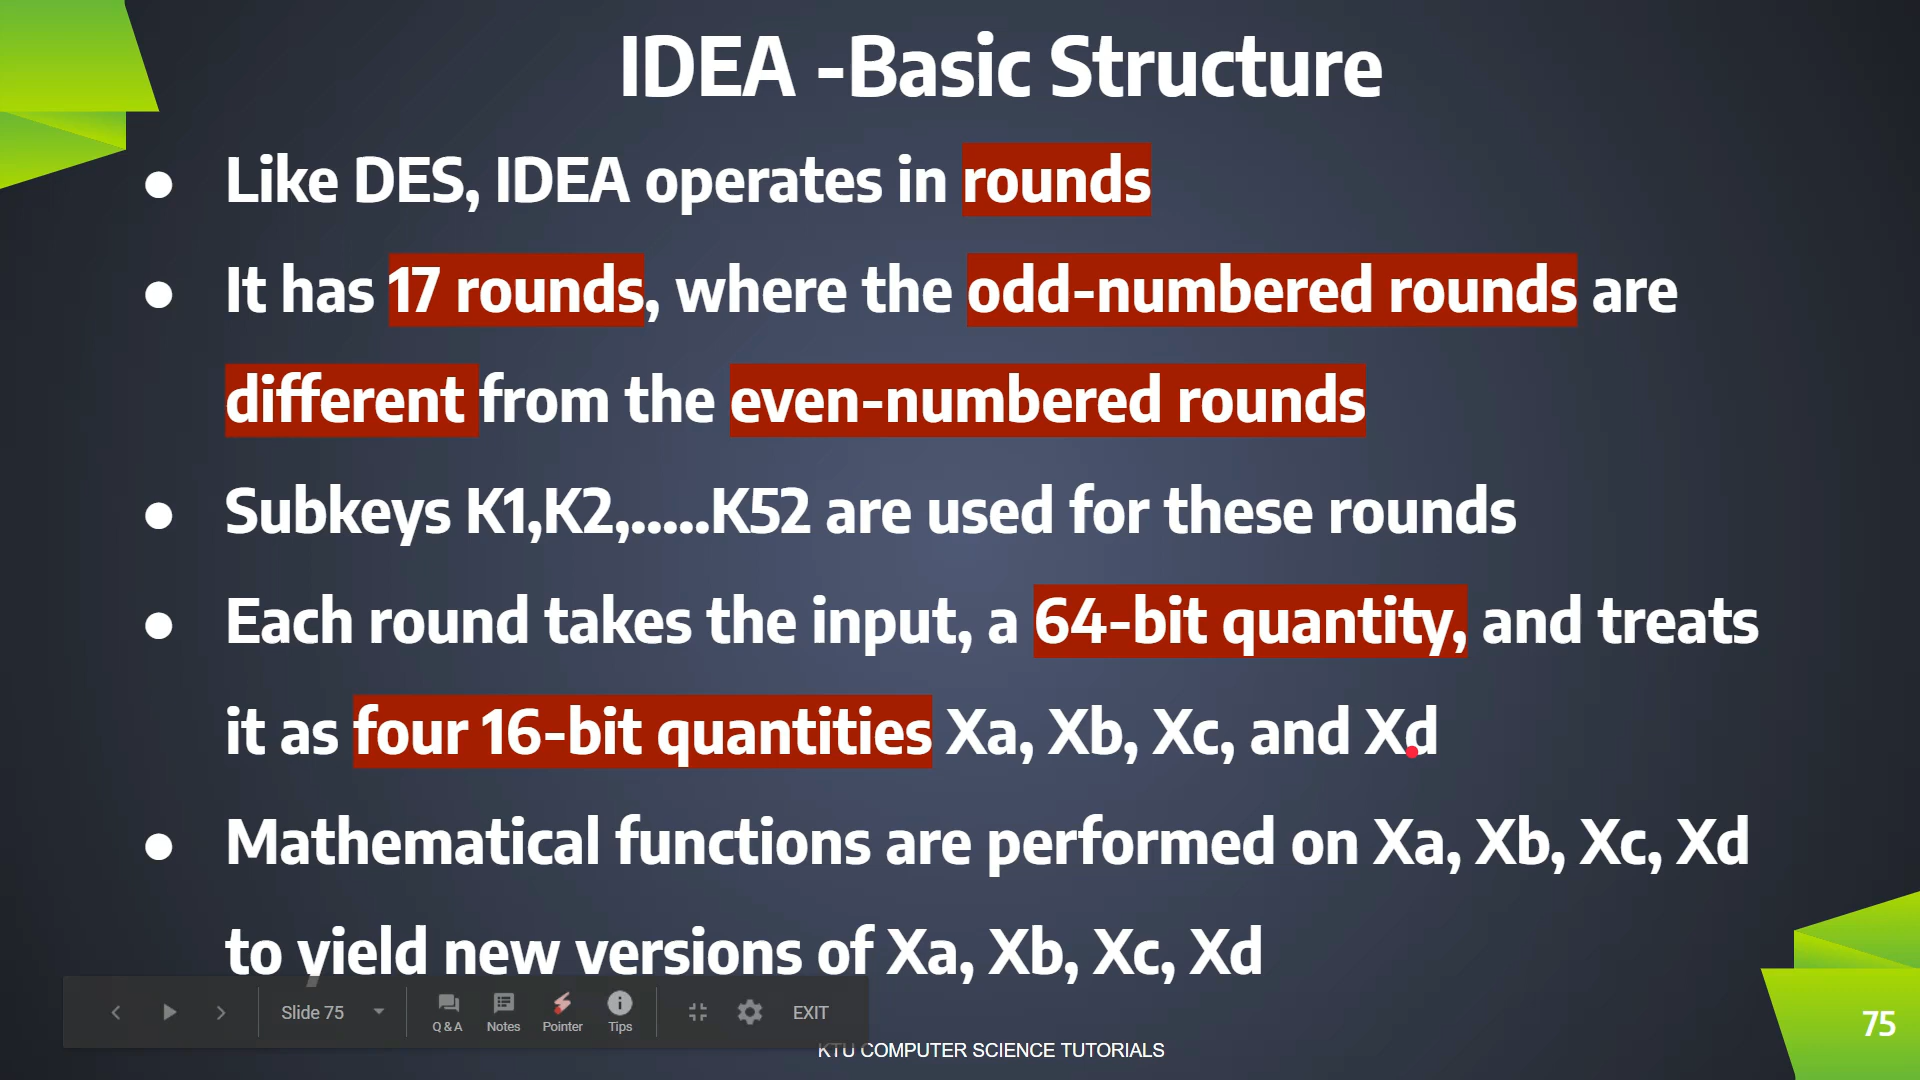 IDEA -Basic Structure
● Like DES, IDEA operates in rounds
● It has 17 rounds, where the odd-numbered rounds are
different from the even-numbered rounds
● Subkeys K1,K2,.....K52 are used for these rounds
● Each round takes the input, a 64-bit quantity, and treats
it as four 16-bit quantities Xa, Xb, Xc, and Xd
● Mathematical functions are performed on Xa, Xb, Xc, Xd
to yield new versions of Xa, Xb, Xc, Xd
Slide 75
Q & A Notes Pointer Tips
EXIT
75
KTU COMPUTER SCIENCE TUTORIALS